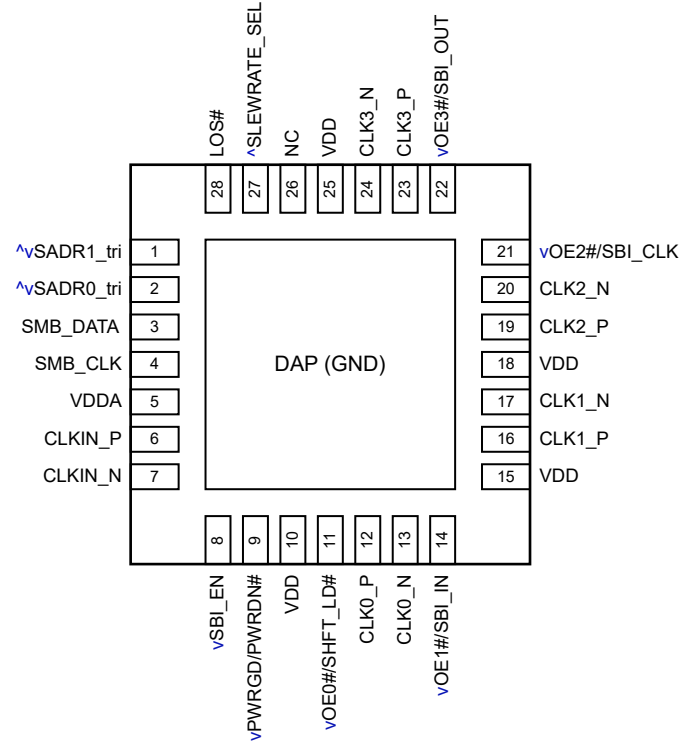 LOS#
^SLEWRATE_SEL
NC
VDD
CLK3_N
CLK3_P
vOE3#/SBI_OUT
28
27
26
25
24
23
22
^vSADR1_tri 1
^vSADR0_tri 2
SMB_DATA 3
SMB_CLK 4
VDDA 5
CLKIN_P 6
CLKIN_N 7
DAP (GND)
21 vOE2#/SBI_CLK
20 CLK2_N
19 CLK2_P
18 VDD
17 CLK1_N
16 CLK1_P
15 VDD
8
9
10
11
12
13
14
vSBI_EN
vPWRGD/PWRDN#
VDD
vOE0#/SHFT_LD#
CLK0_P
CLK0_N
vOE1#/SBI_IN